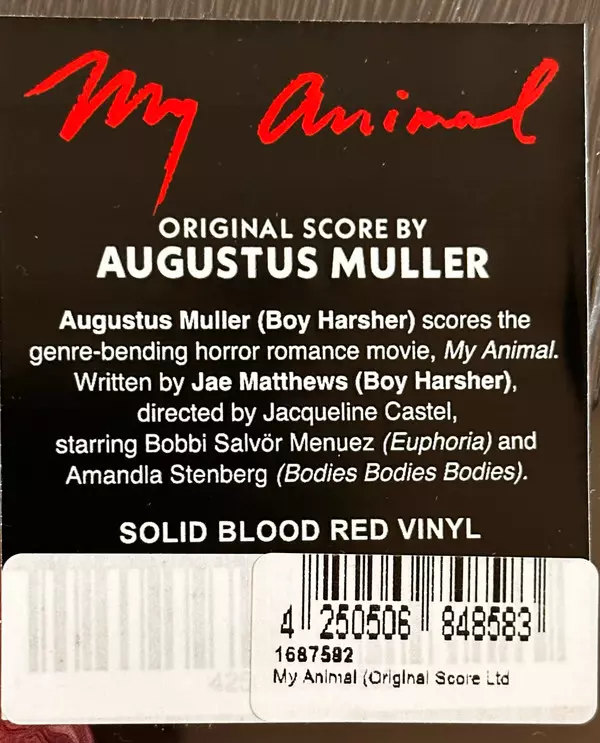 My Animal
ORIGINAL SCORE BY
AUGUSTUS MULLER
Augustus Muller (Boy Harsher) scores the
genre-bending horror romance movie, My Animal.
Written by Jae Matthews (Boy Harsher),
directed by Jacqueline Castel,
starring Bobbi Salvör Menuez (Euphoria) and
Amandla Stenberg (Bodies Bodies Bodies).
SOLID BLOOD RED VINYL
4 250506 848583
1687592
My Animal (Original Score Ltd